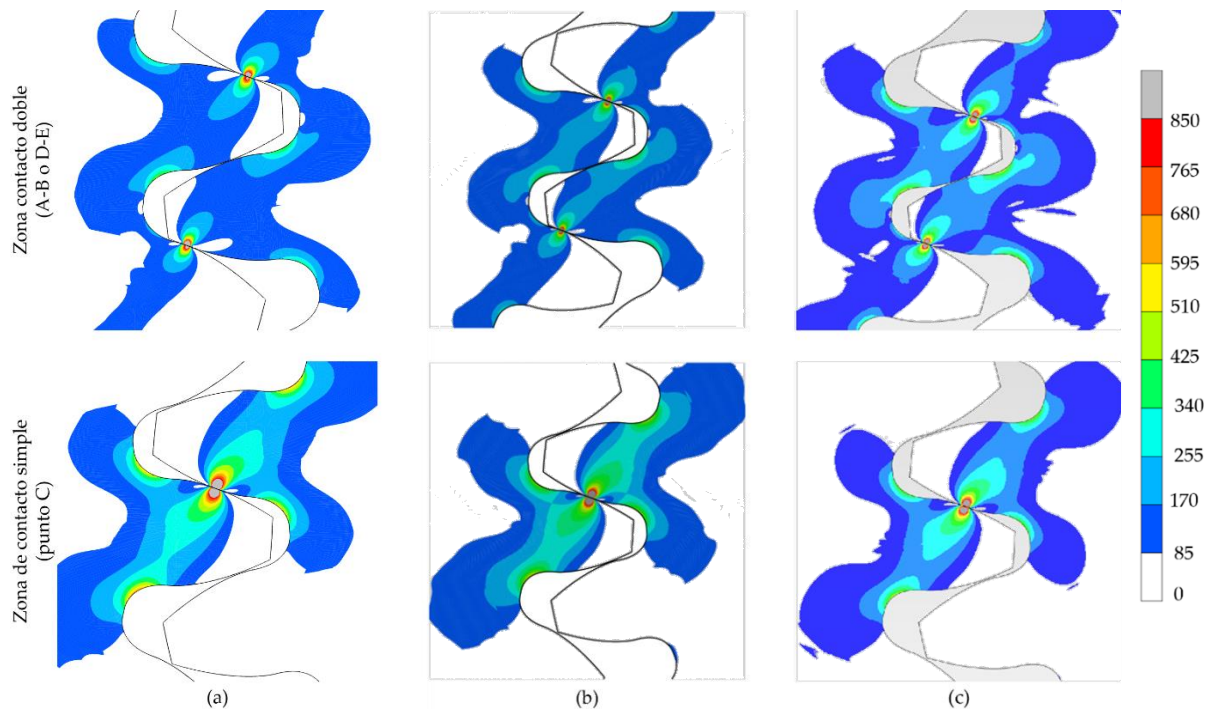 Zona contacto doble
(A-B o D-E)
Zona de contacto simple
(punto C)
850
765
680
595
510
425
340
255
170
85
0
(a)
(b)
(c)